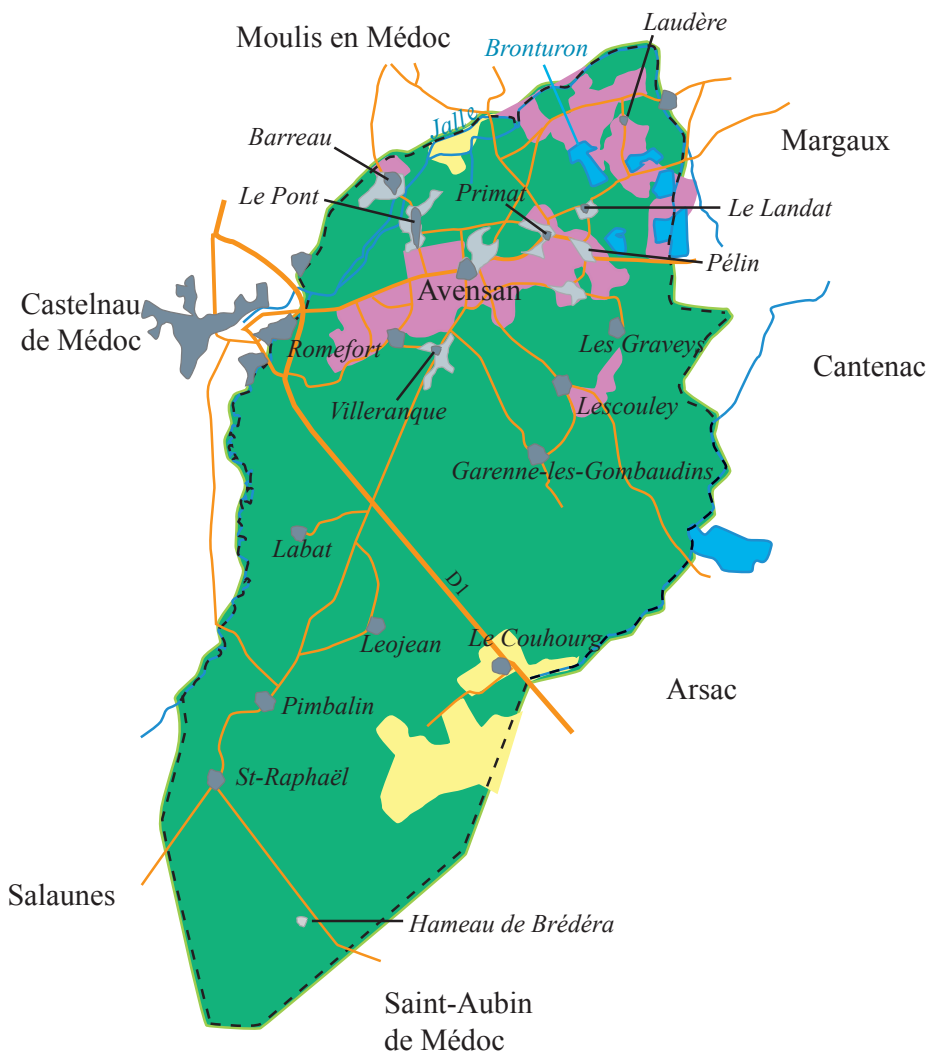 Laudère
Moulis en Médoc
Bronturon
Jalle
Barreau
Margaux
Le Pont
Primat
Le Landat
Pélin
Avensan
Castelnau
de Médoc
Romefort
Les Graveys
Cantenac
Villeranque
Lescouley
Garenne-les-Gombaudins
Labat
D1
Leojean
Le Couhourg
Arsac
Pimbalin
St-Raphaël
Salaunes
Hameau de Brédéra
Saint-Aubin
de Médoc